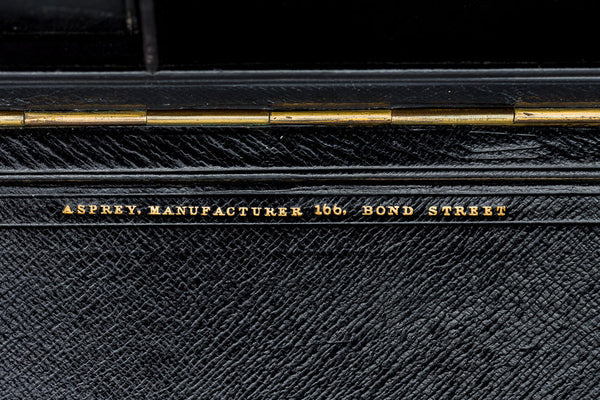 ASPREY, MANUFACTURER 166, BOND STREET